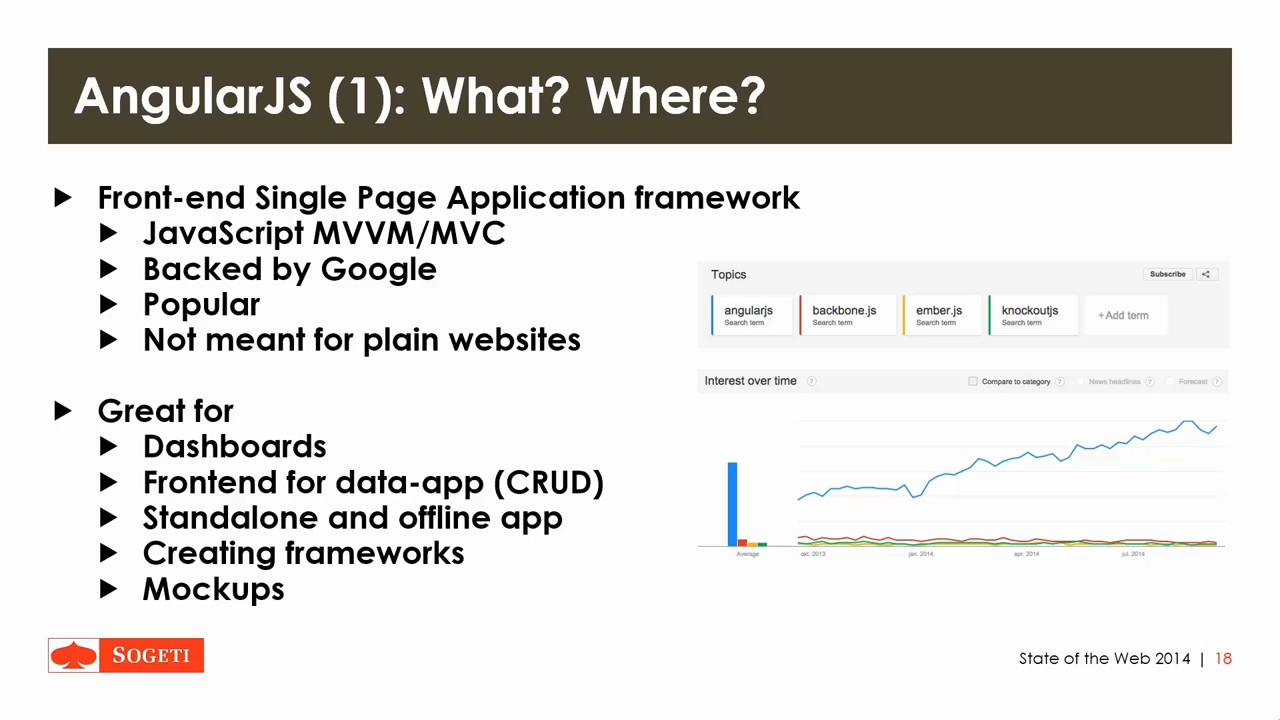 AngularJS (1): What? Where?
Front-end Single Page Application framework
JavaScript MVVM/MVC
Backed by Google
Popular
Not meant for plain websites
Great for
Dashboards
Frontend for data-app (CRUD)
Standalone and offline app
Creating frameworks
Mockups
Topics
Subscribe
angularjs
Search term
backbone.js
Search term
ember.js
Search term
knockoutjs
Search term
+Add term
Interest over time ?
Compare to category ?
News headlines ?
Forecast ?
Average
okt. 2013
jan. 2014
apr. 2014
jul. 2014
SOGETI
State of the Web 2014 | 18